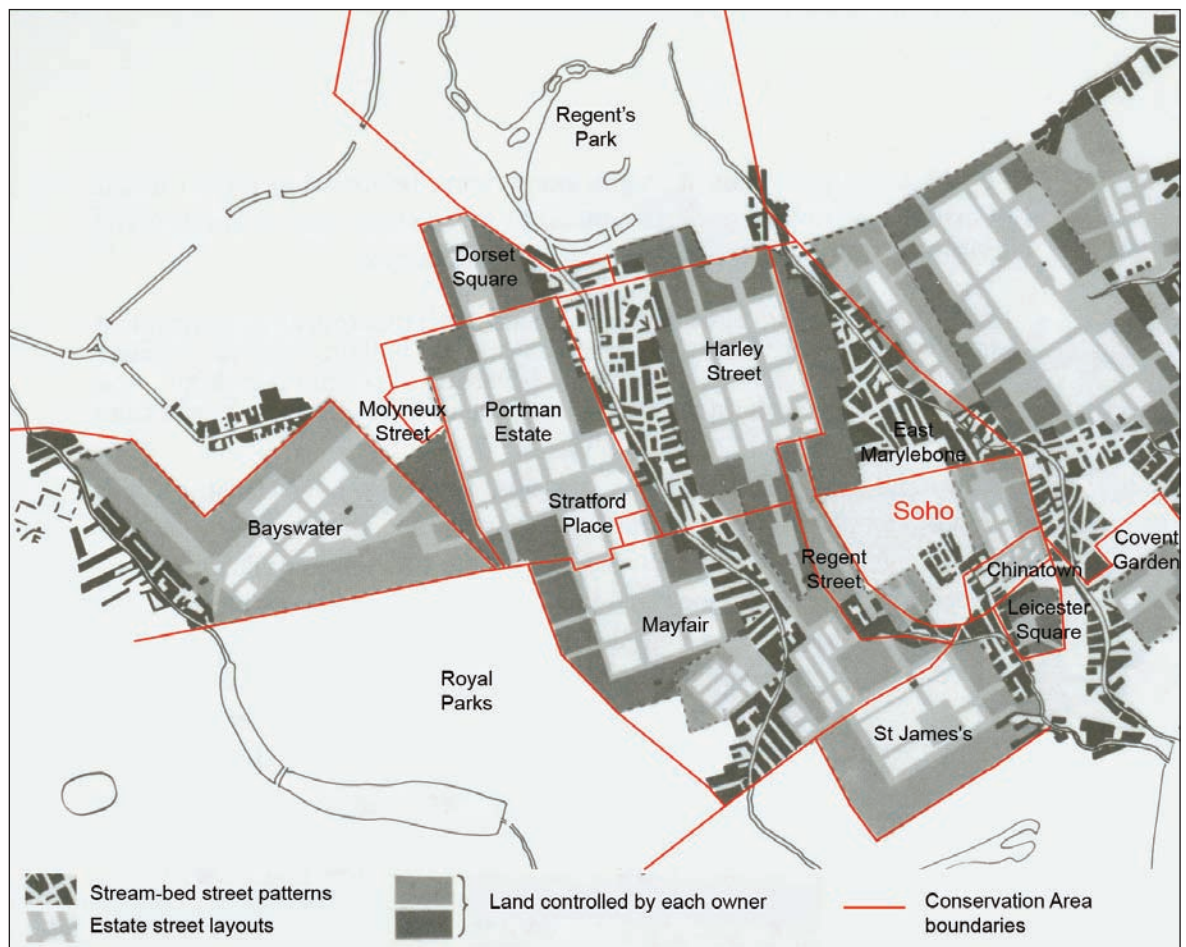 Regent's
Park
Dorset
Square
Harley
Street
Molyneux
Street
Portman
Estate
East
Marylebone
Stratford
Place
Soho
Bayswater
Covent
Garden
Regent
Street
Chinatown
Leicester
Square
Mayfair
Royal
Parks
St James's
Stream-bed street patterns
Estate street layouts
Land controlled by each owner
Conservation Area
boundaries